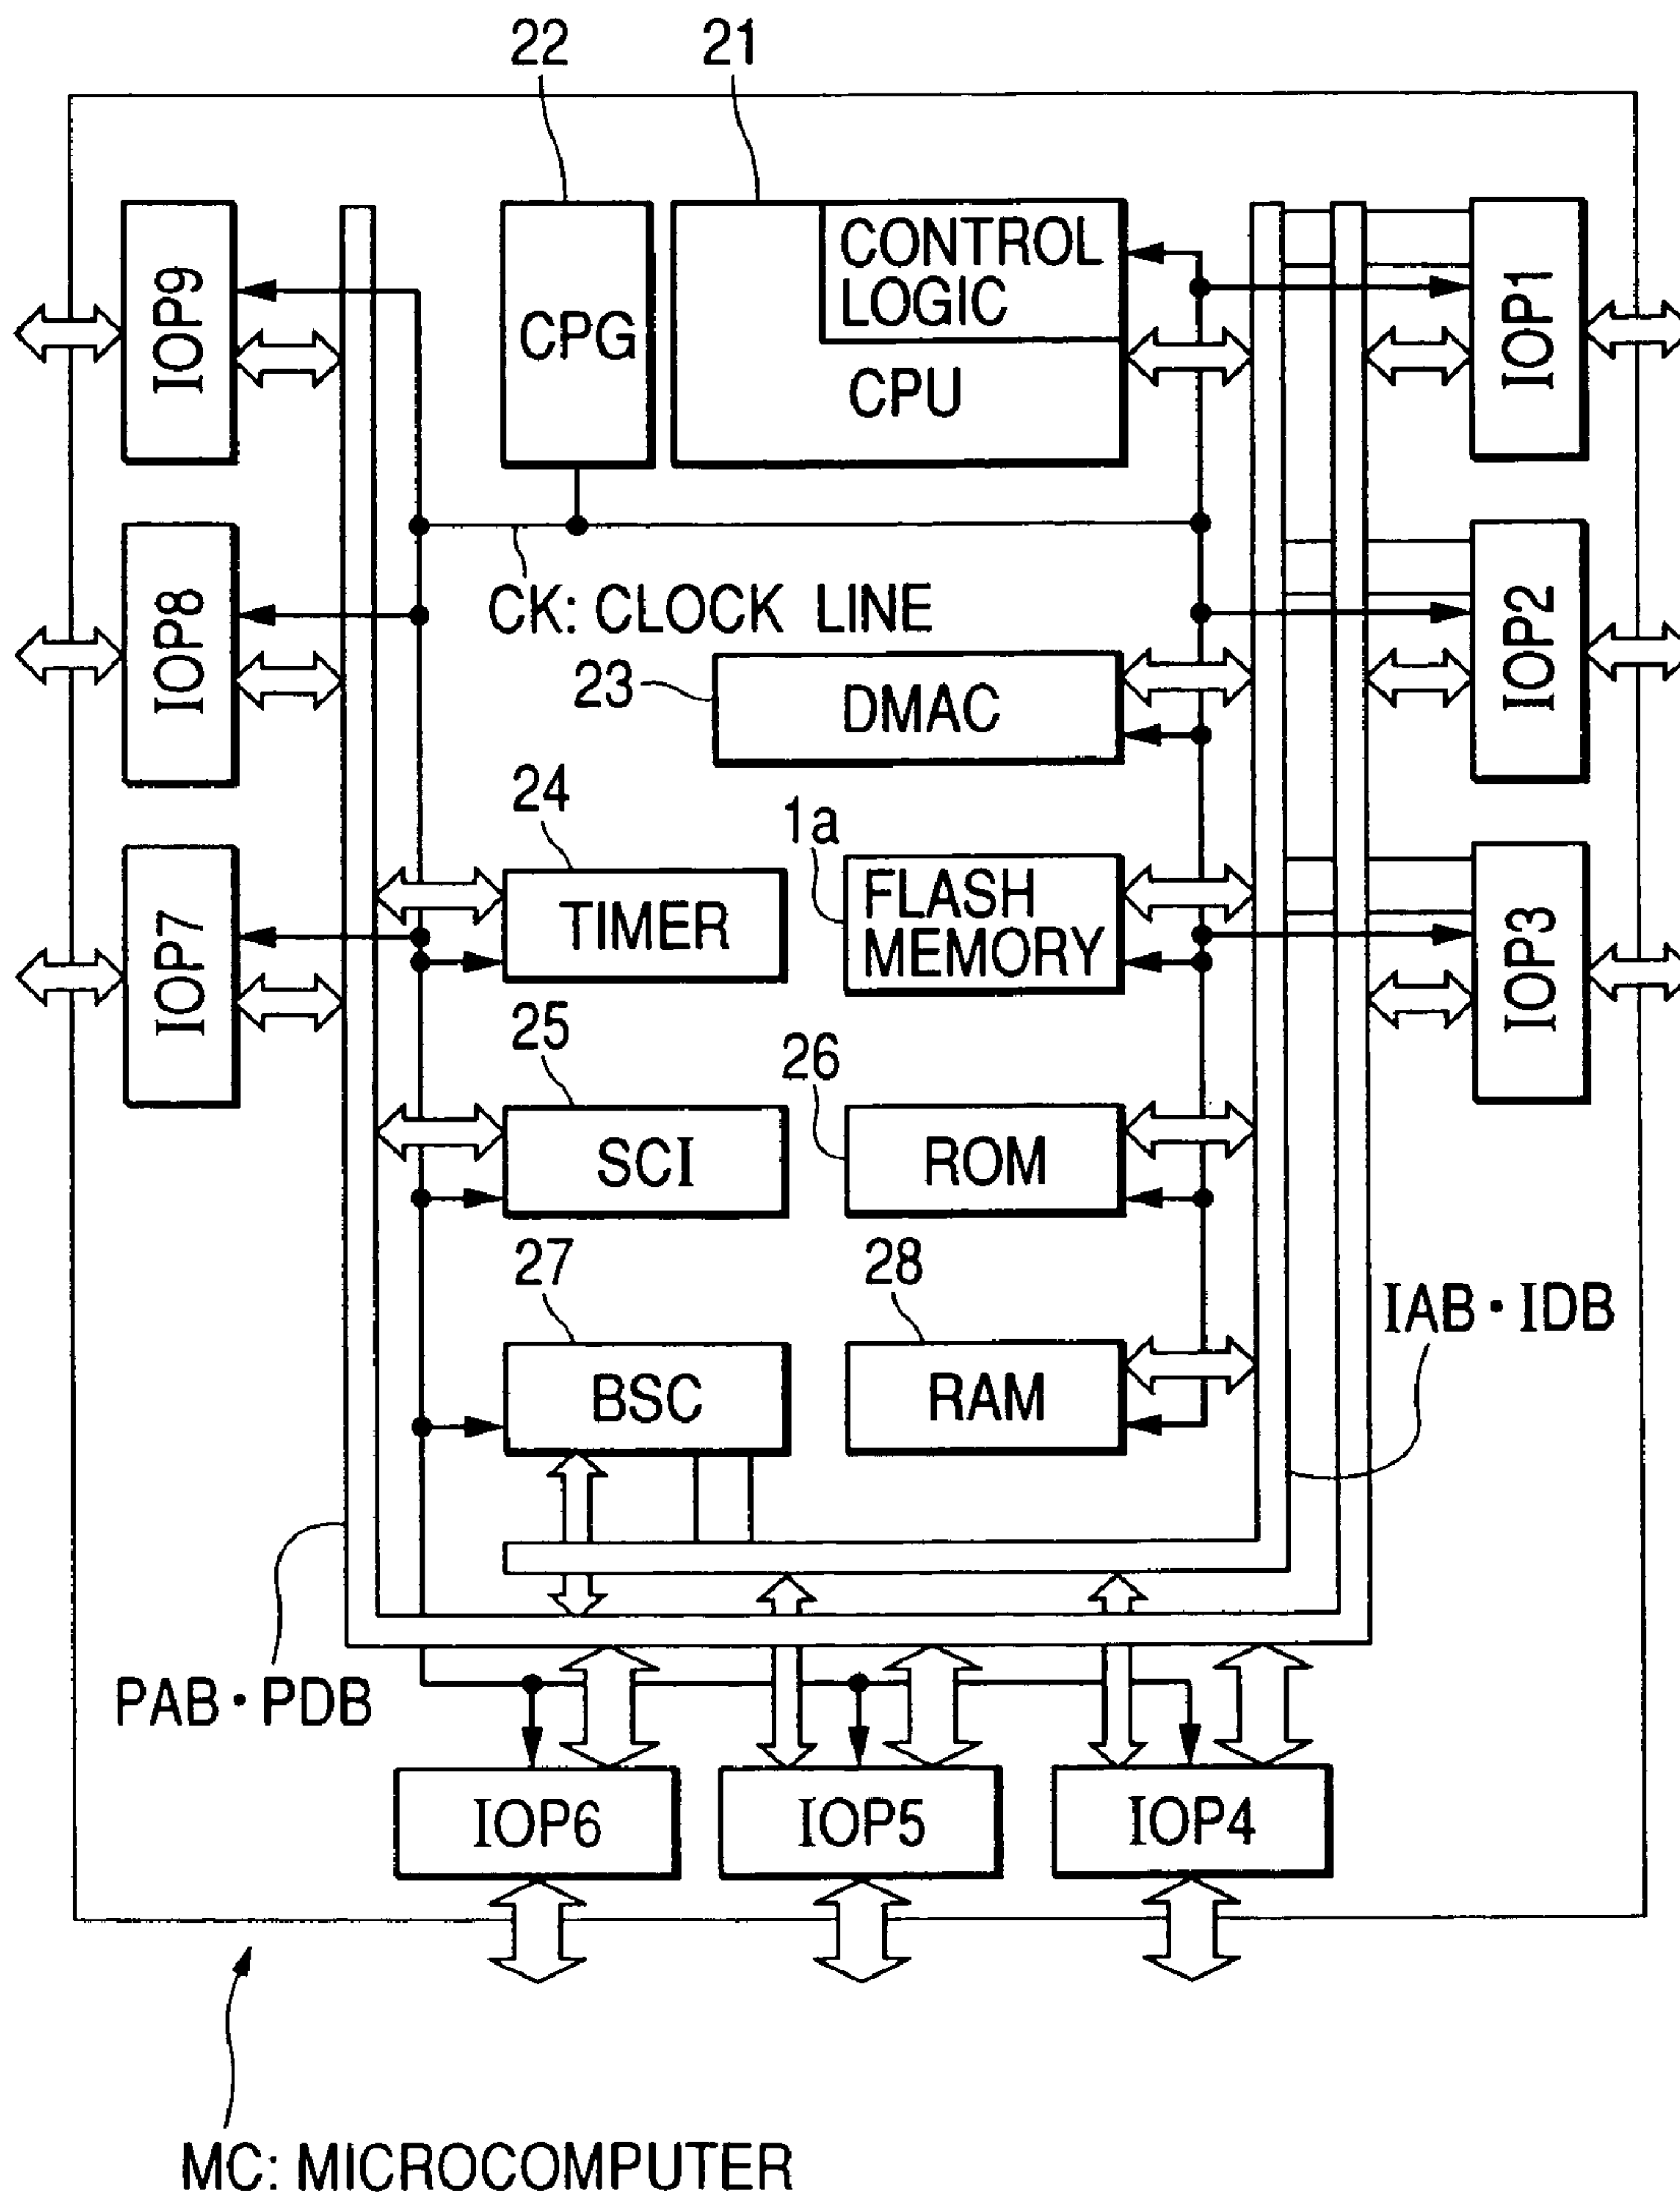 22
21
IOP9
CPG
CONTROL
LOGIC
CPU
IOP1
IOP8
CK: CLOCK LINE
IOP2
23
DMAC
24
1a
IOP7
TIMER
FLASH
MEMORY
IOP3
25
26
SCI
ROM
27
28
IAB・IDB
BSC
RAM
PAB・PDB
IOP6
IOP5
IOP4
MC: MICROCOMPUTER